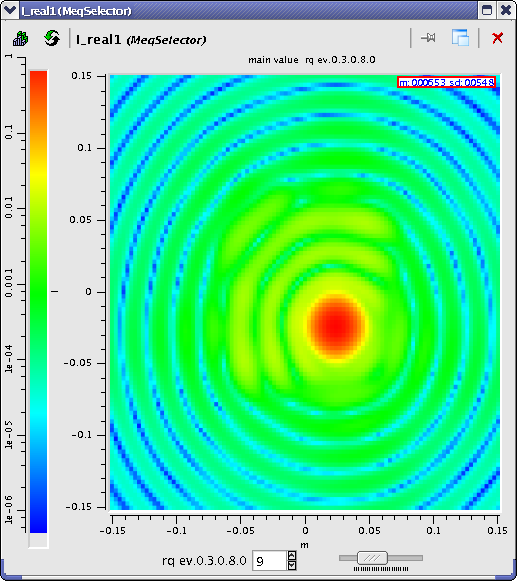 I_real1 (MeqSelector)
I_real1 (MeqSelector)
main value rq ev.0.3.0.8.0
m:.000553 sd:.00548
1
0.1
0.01
0.001
1e-04
1e-05
1e-06
0.15
0.1
0.05
0
-0.05
-0.1
-0.15
-0.15 -0.1 -0.05 0 0.05 0.1 0.15
m
rq ev.0.3.0.8.0 9